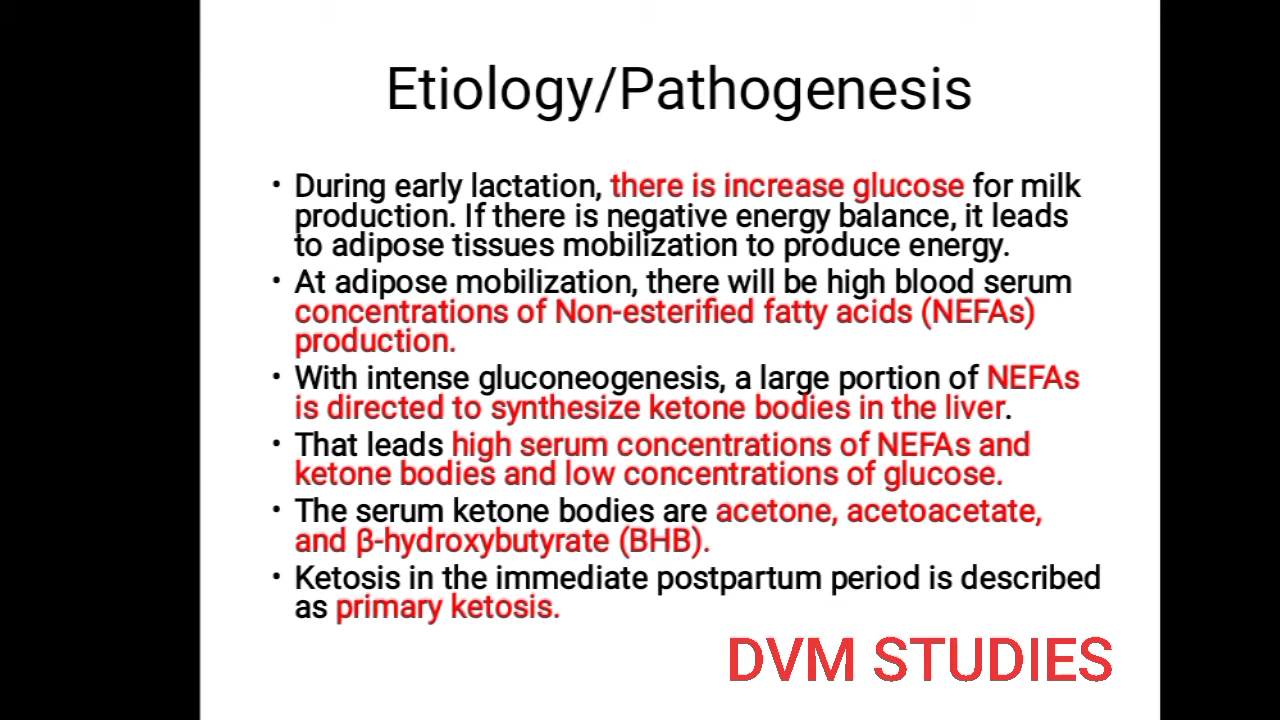 Etiology/Pathogenesis
• During early lactation, there is increase glucose for milk
production. If there is negative energy balance, it leads
to adipose tissues mobilization to produce energy.
• At adipose mobilization, there will be high blood serum
concentrations of Non-esterified fatty acids (NEFAs)
production.
• With intense gluconeogenesis, a large portion of NEFAs
is directed to synthesize ketone bodies in the liver.
• That leads high serum concentrations of NEFAs and
ketone bodies and low concentrations of glucose.
• The serum ketone bodies are acetone, acetoacetate,
and β-hydroxybutyrate (BHB).
• Ketosis in the immediate postpartum period is described
as primary ketosis.
DVM STUDIES